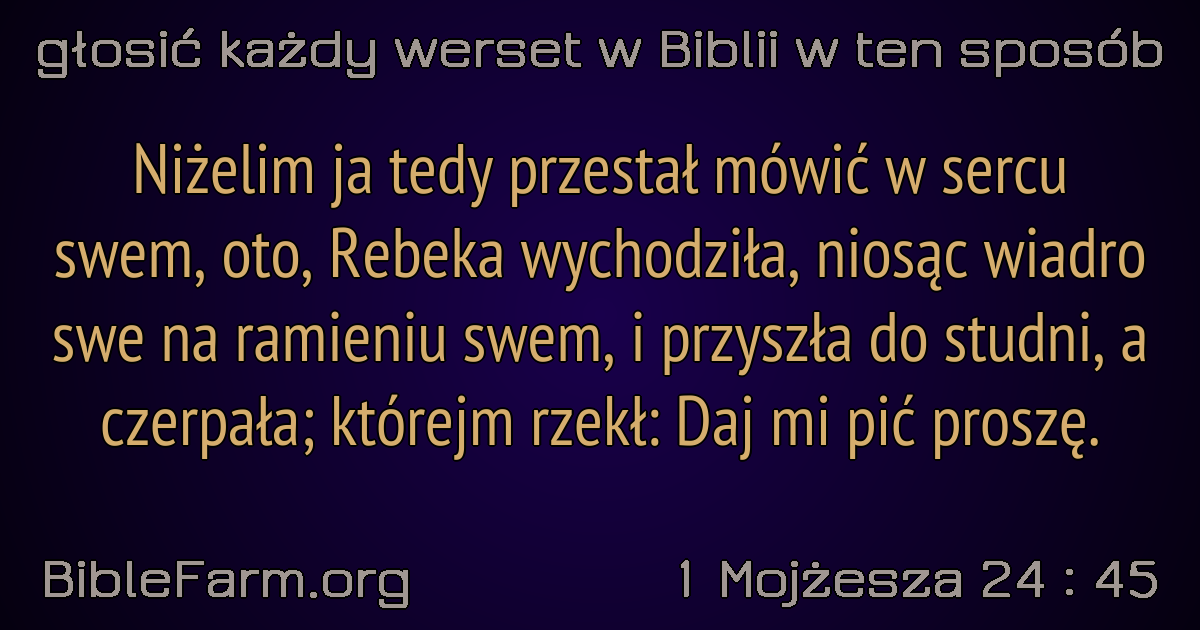 głosić każdy werset w Biblii w ten sposób
Niżelim ja tedy przestał mówić w sercu
swem, oto, Rebeka wychodziła, niosąc wiadro
swe na ramieniu swem, i przyszła do studni, a
czerpała; którejm rzekł: Daj mi pić proszę.
BibleFarm.org
1 Mojżesza 24 : 45